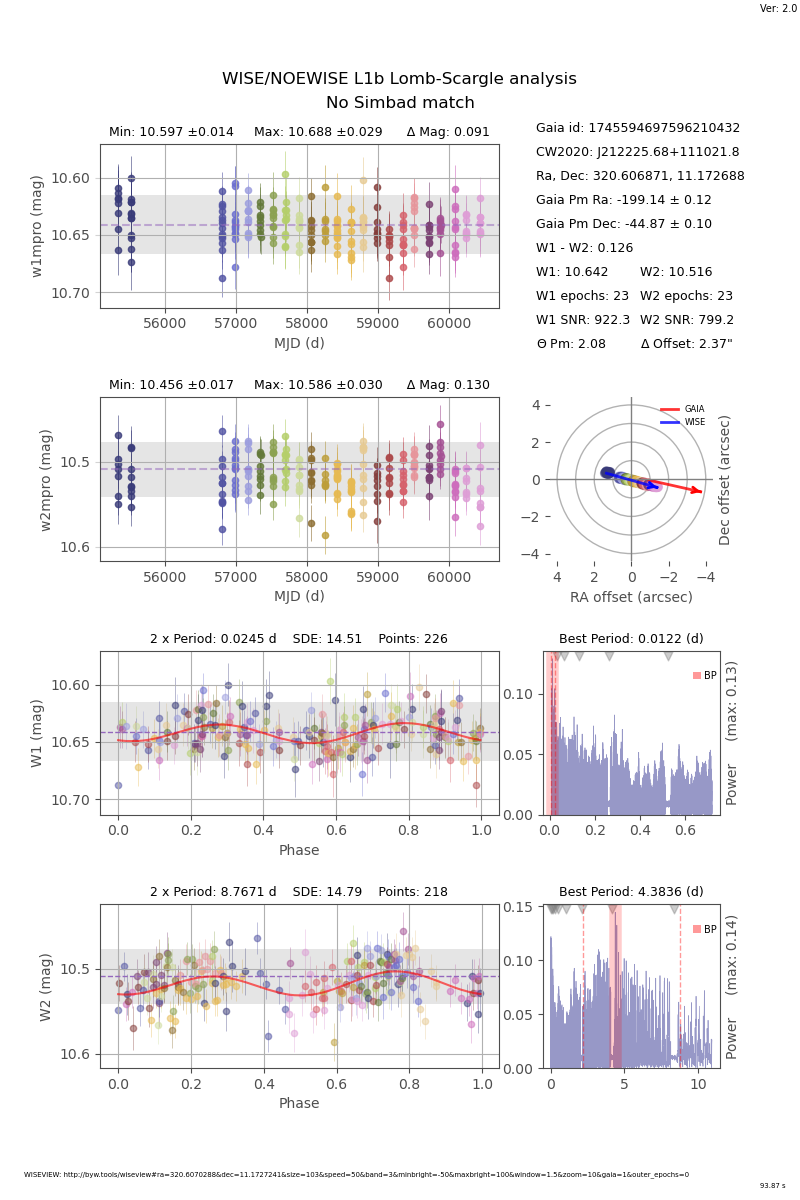 Ver: 2.0
WISE/NOEWISE L1b Lomb-Scargle analysis
No Simbad match
Min: 10.597 ±0.014 Max: 10.688 ±0.029 Δ Mag: 0.091
10.60
10.65
10.70
w1mpro (mag)
56000 57000 58000 59000 60000
MJD (d)
Gaia id: 1745594697596210432
CW2020: J212225.68+111021.8
Ra, Dec: 320.606871, 11.172688
Gaia Pm Ra: -199.14 ± 0.12
Gaia Pm Dec: -44.87 ± 0.10
W1 - W2: 0.126
W1: 10.642 W2: 10.516
W1 epochs: 23 W2 epochs: 23
W1 SNR: 922.3 W2 SNR: 799.2
Θ Pm: 2.08 Δ Offset: 2.37"
Min: 10.456 ±0.017 Max: 10.586 ±0.030 Δ Mag: 0.130
10.5
10.6
w2mpro (mag)
56000 57000 58000 59000 60000
MJD (d)
GAIA
WISE
4
2
0
−2
−4
4 2 0 −2 −4
RA offset (arcsec)
Dec offset (arcsec)
2 x Period: 0.0245 d SDE: 14.51 Points: 226
10.60
10.65
10.70
W1 (mag)
0.0 0.2 0.4 0.6 0.8 1.0
Phase
Best Period: 0.0122 (d)
BP
0.10
0.05
0.00
0.0 0.2 0.4 0.6
Power (max: 0.13)
2 x Period: 8.7671 d SDE: 14.79 Points: 218
10.5
10.6
W2 (mag)
0.0 0.2 0.4 0.6 0.8 1.0
Phase
Best Period: 4.3836 (d)
BP
0.15
0.10
0.05
0.00
0 5 10
Power (max: 0.14)
WISEVIEW: http://byw.tools/wiseview#ra=320.6070288&dec=11.1727241&size=103&speed=50&band=3&minbright=-50&maxbright=100&window=1.5&zoom=10&gaia=1&outer_epochs=0
93.87 s